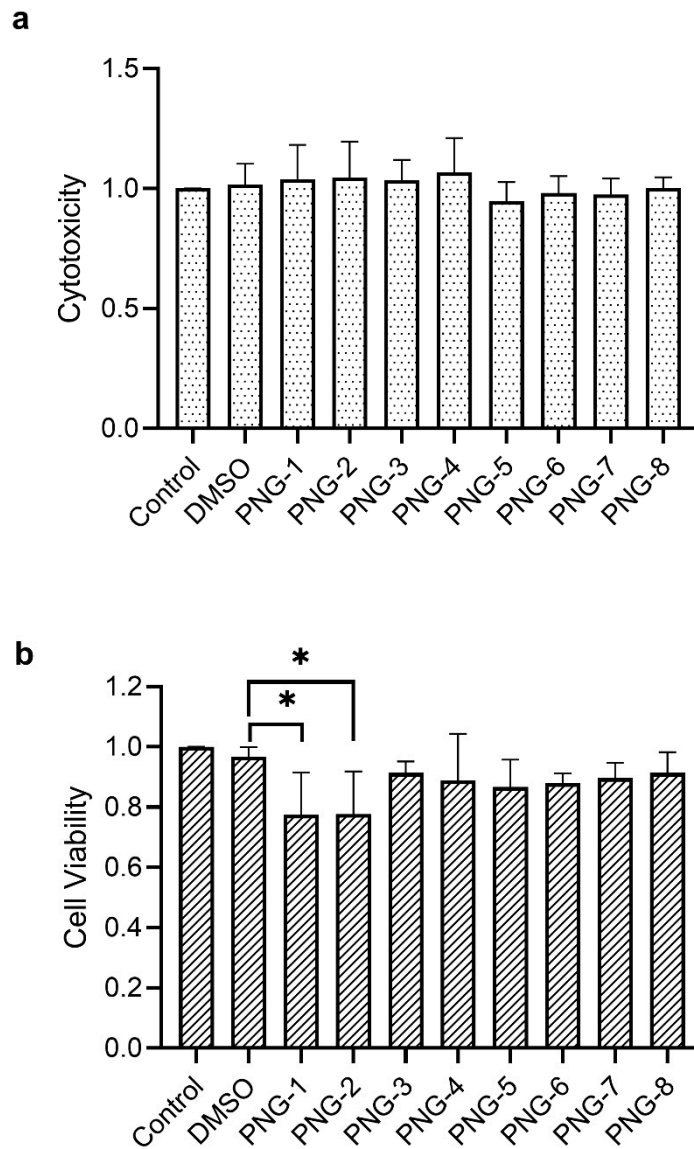 a
1.5
1.0
0.5
0.0
Cytotoxicity
Control
DMSO
PNG-1
PNG-2
PNG-3
PNG-4
PNG-5
PNG-6
PNG-7
PNG-8
b
*
*
1.2
1.0
0.8
0.6
0.4
0.2
0.0
Cell Viability
Control
DMSO
PNG-1
PNG-2
PNG-3
PNG-4
PNG-5
PNG-6
PNG-7
PNG-8